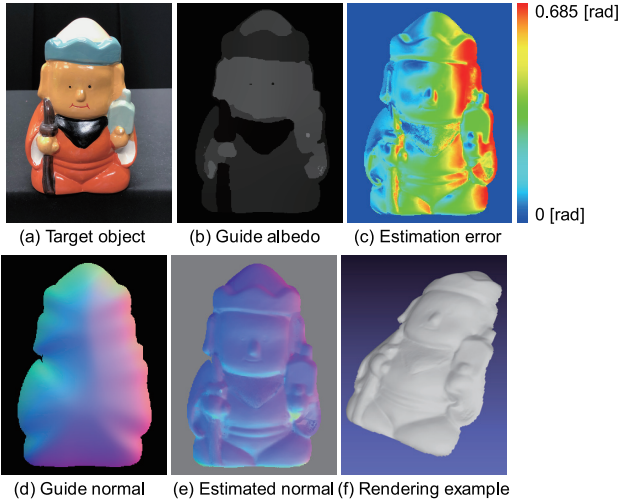 0.685 [rad]
0 [rad]
(a) Target object
(b) Guide albedo
(c) Estimation error
(d) Guide normal
(e) Estimated normal
(f) Rendering example